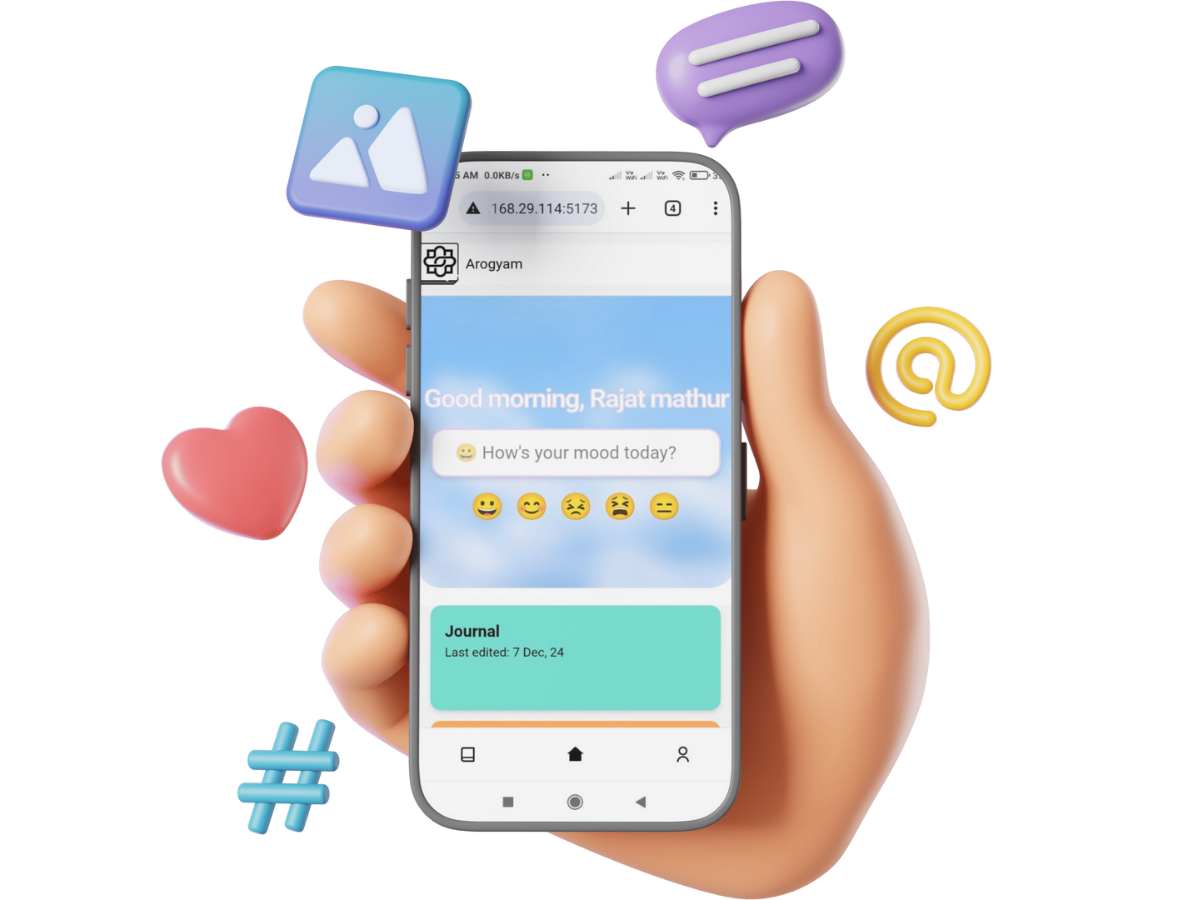 5 AM 0.0KB/s
168.29.114:5173
4
Arogyam
Good morning, Rajat mathur
😀 How's your mood today?
😀 😊 😣 😫 😑
Journal
Last edited: 7 Dec, 24